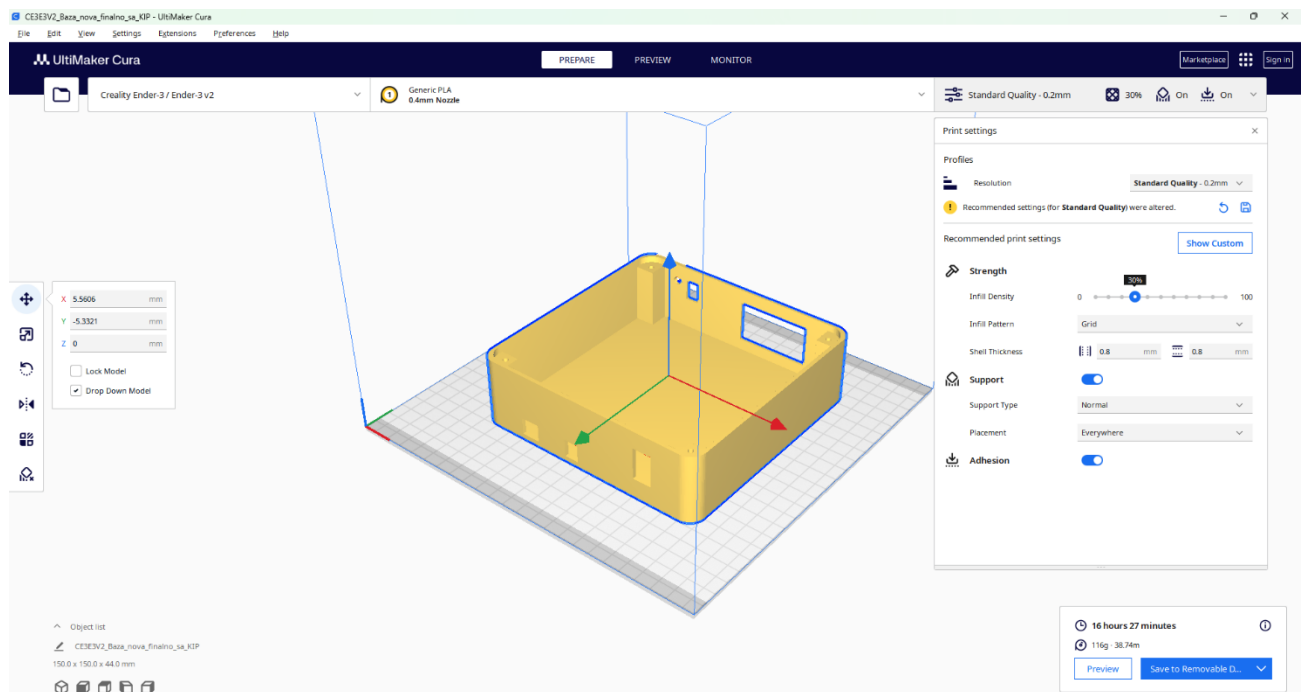 CE3E3V2_Baza_nova_finalno_sa_KIP - UltiMaker Cura
File Edit View Settings Extensions Preferences Help
UltiMaker Cura PREPARE PREVIEW MONITOR Marketplace Sign in
Creality Ender-3 / Ender-3 v2
1 Generic PLA
0.4mm Nozzle
Standard Quality - 0.2mm 30% On On
Print settings
Profiles
Resolution Standard Quality - 0.2mm
Recommended settings (for Standard Quality) were altered.
Recommended print settings Show Custom
Strength
30%
Infill Density 0 100
Infill Pattern Grid
Shell Thickness 0.8 mm 0.8 mm
Support
Support Type Normal
Placement Everywhere
Adhesion
X 5.5606 mm
Y -5.3321 mm
Z 0 mm
Lock Model
Drop Down Model
Object list
CE3E3V2_Baza_nova_finalno_sa_KIP
150.0 x 150.0 x 44.0 mm
16 hours 27 minutes
116g · 38.74m
Preview Save to Removable D...